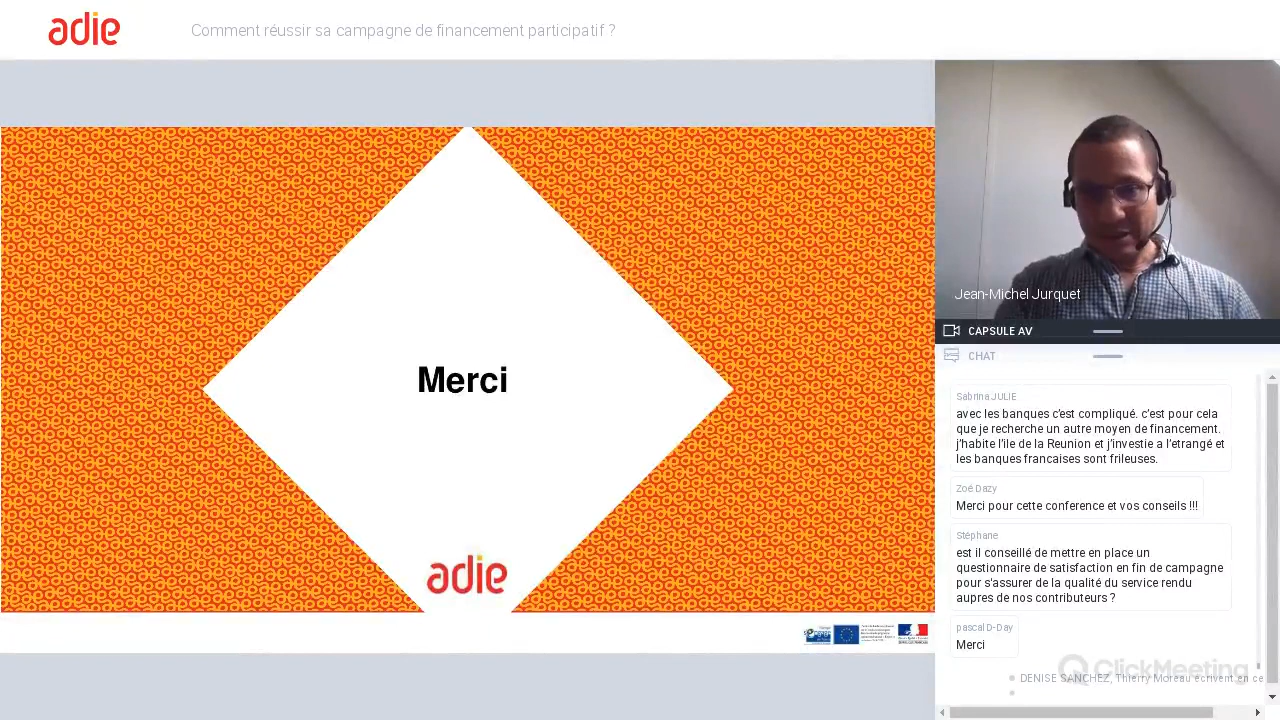 adie
Comment réussir sa campagne de financement participatif ?
Merci
adie
Jean-Michel Jurquet
CAPSULE AV
CHAT
Sabrina JULIE
avec les banques c'est compliqué. c'est pour cela
que je recherche un autre moyen de financement.
j'habite l'ile de la Reunion et j'investie a l'etrangé et
les banques francaises sont frileuses.
Zoé Dazy
Merci pour cette conference et vos conseils !!!
Stéphane
est il conseillé de mettre en place un
questionnaire de satisfaction en fin de campagne
pour s'assurer de la qualité du service rendu
aupres de nos contributeurs ?
pascal D-Day
Merci
ClickMeeting
DENISE SANCHEZ, Thierry Moreau écrivent en ce